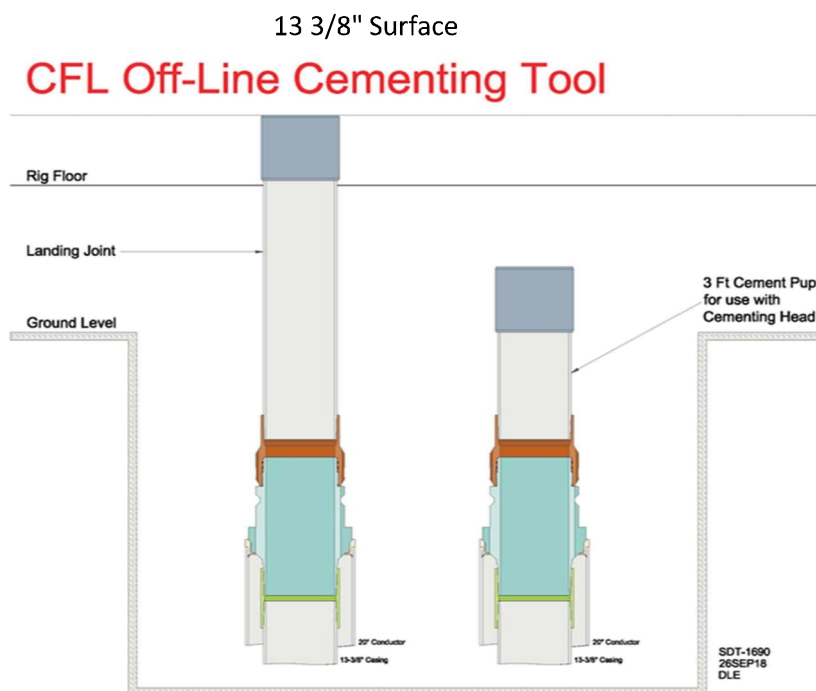 13 3/8" Surface
CFL Off-Line Cementing Tool
Rig Floor
Landing Joint
3 Ft Cement Pup
for use with
Cementing Head
Ground Level
20" Conductor
13-3/8" Casing
20" Conductor
13-3/8" Casing
SDT-1690
26SEP18
DLE